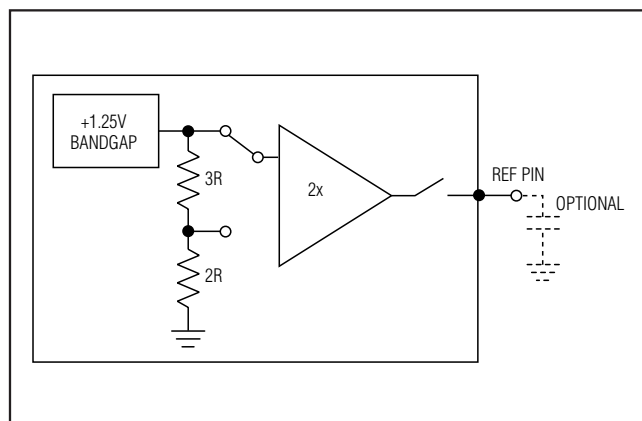 +1.25V
BANDGAP
3R
2x
REF PIN
OPTIONAL
2R